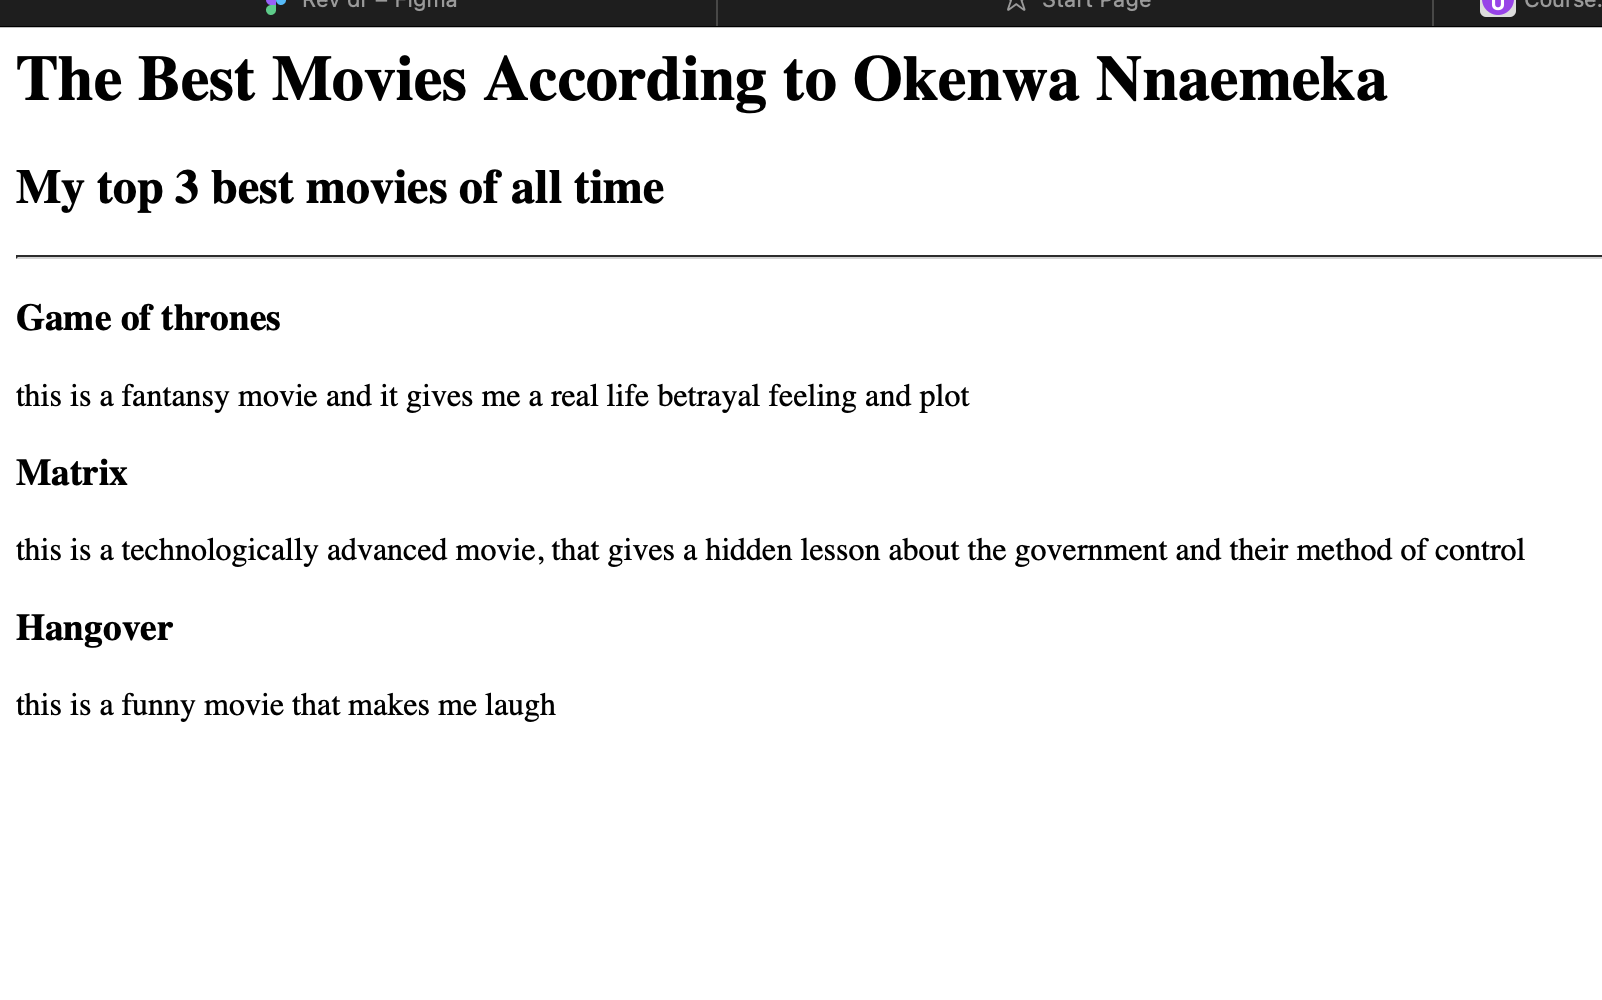 Rev dr – Figma
Start Page
Course
The Best Movies According to Okenwa Nnaemeka
My top 3 best movies of all time
Game of thrones
this is a fantansy movie and it gives me a real life betrayal feeling and plot
Matrix
this is a technologically advanced movie, that gives a hidden lesson about the government and their method of control
Hangover
this is a funny movie that makes me laugh